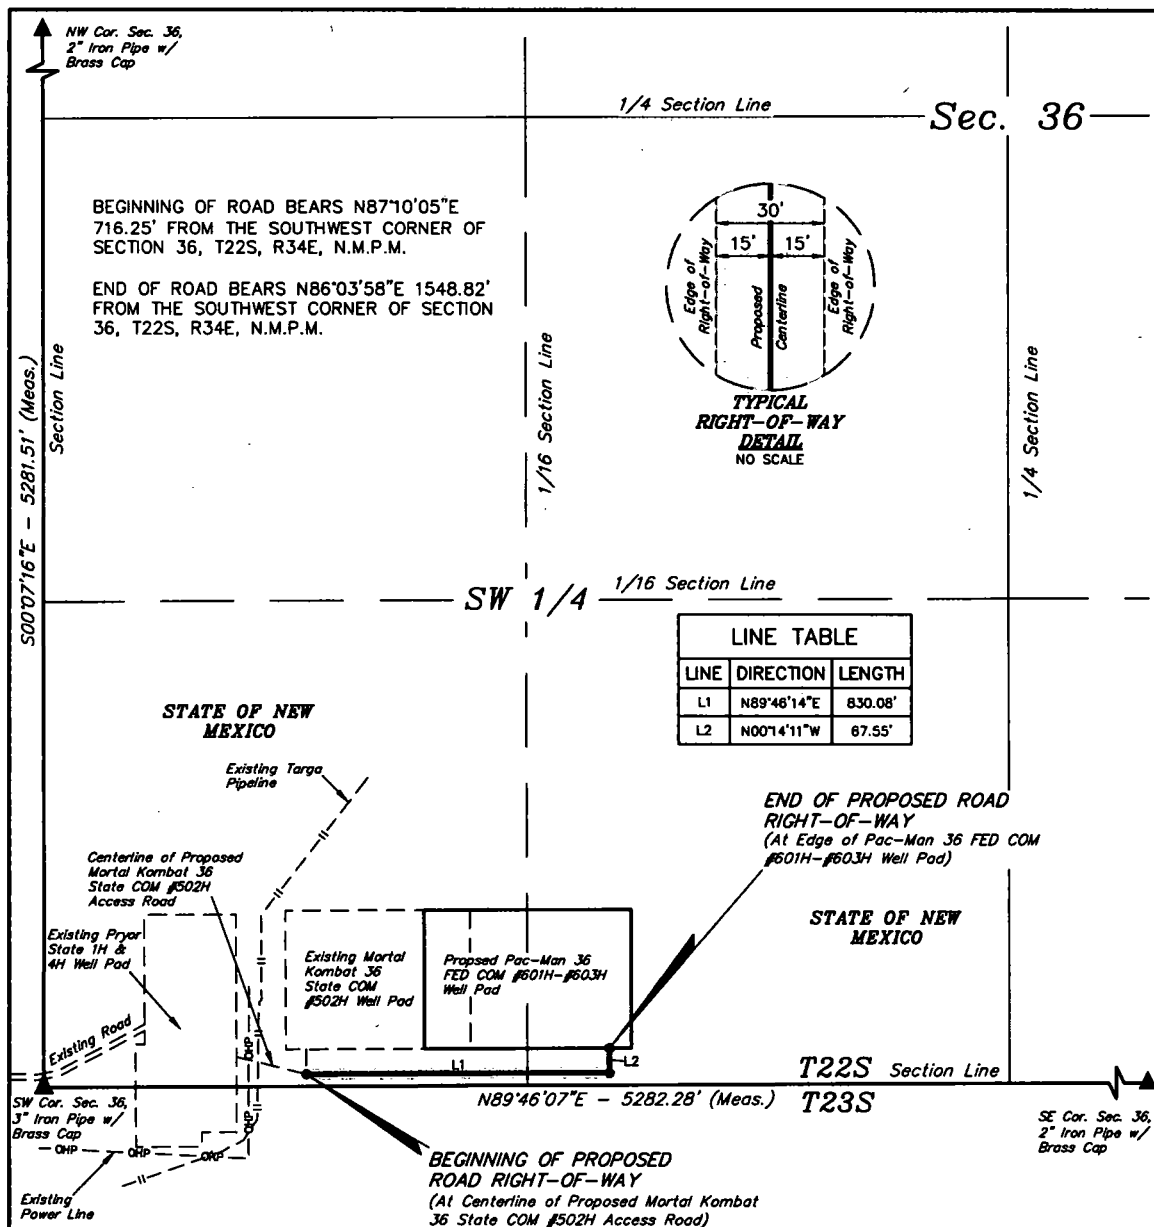 NW Cor. Sec. 36,
2" Iron Pipe w/
Brass Cap
1/4 Section Line
Sec. 36
BEGINNING OF ROAD BEARS N87°10'05"E
716.25' FROM THE SOUTHWEST CORNER OF
SECTION 36, T22S, R34E, N.M.P.M.
END OF ROAD BEARS N86°03'58"E 1548.82'
FROM THE SOUTHWEST CORNER OF SECTION
36, T22S, R34E, N.M.P.M.
30'
15' 15'
Edge of
Right-of-Way
Proposed
Centerline
Edge of
Right-of-Way
TYPICAL
RIGHT-OF-WAY
DETAIL
NO SCALE
S00°07'16"E - 5281.51' (Meas.)
Section Line
1/16 Section Line
1/4 Section Line
SW 1/4
1/16 Section Line
LINE TABLE
LINE DIRECTION LENGTH
L1 N89°46'14"E 830.08'
L2 N00°14'11"W 67.55'
STATE OF NEW
MEXICO
Existing Targa
Pipeline
END OF PROPOSED ROAD
RIGHT-OF-WAY
(At Edge of Pac-Man 36 FED COM
#601H-#603H Well Pad)
Centerline of Proposed
Mortal Kombat 36
State COM #502H
Access Road
STATE OF NEW
MEXICO
Existing Pryor
State 1H &
4H Well Pad
Existing Mortal
Kombat 36
State COM
#502H Well Pad
Propsed Pac-Man 36
FED COM #601H-#603H
Well Pad
Existing Road
OHP
L1
L2
T22S Section Line
N89°46'07"E - 5282.28' (Meas.)
T23S
SW Cor. Sec. 36,
3" Iron Pipe w/
Brass Cap
OHP
OHP
OHP
SE Cor. Sec. 36,
2" Iron Pipe w/
Brass Cap
Existing
Power Line
BEGINNING OF PROPOSED
ROAD RIGHT-OF-WAY
(At Centerline of Proposed Mortal Kombat
36 State COM #502H Access Road)